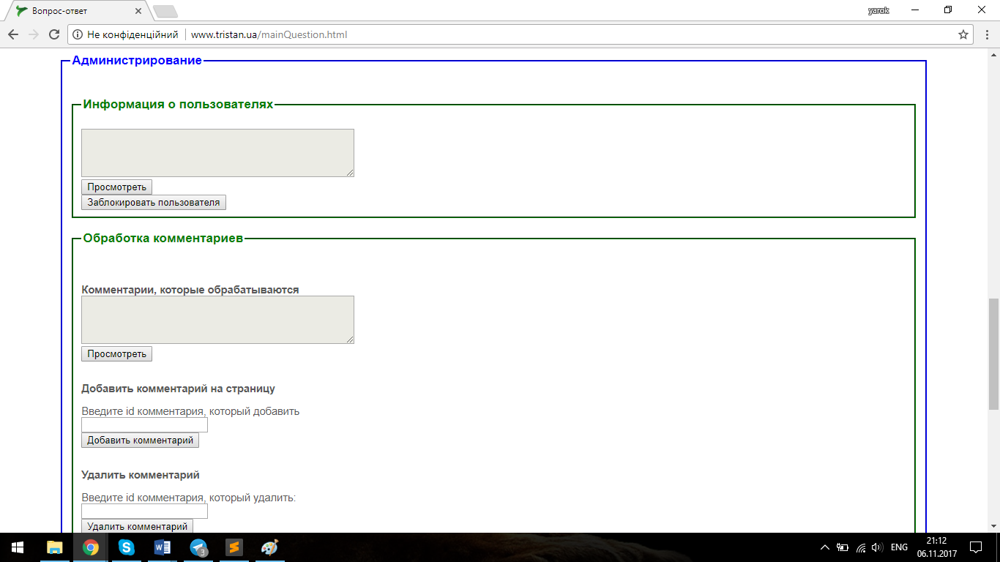 Вопрос-ответ
yarok
Не конфіденційний
www.tristan.ua/mainQuestion.html
Администрирование
Информация о пользователях
Просмотреть
Заблокировать пользователя
Обработка комментариев
Комментарии, которые обрабатываются
Просмотреть
Добавить комментарий на страницу
Введите id комментария, который добавить
Добавить комментарий
Удалить комментарий
Введите id комментария, который удалить:
Удалить комментарий
3
ENG
21:12
06.11.2017